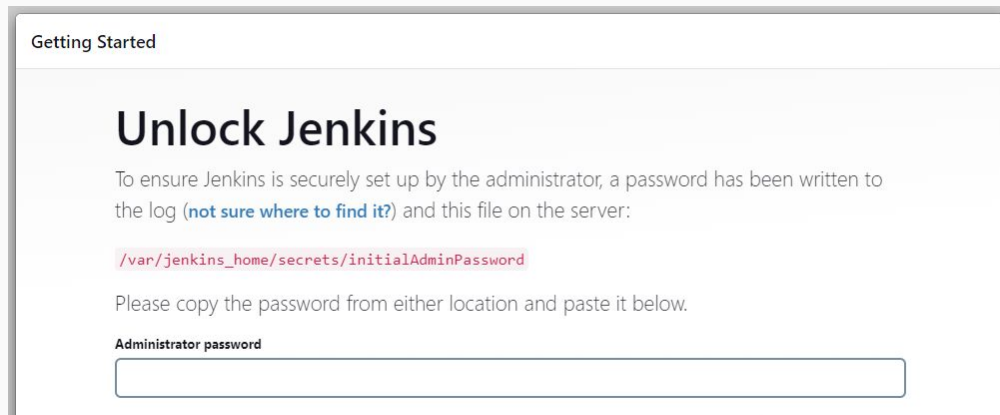 Getting Started
Unlock Jenkins
To ensure Jenkins is securely set up by the administrator, a password has been written to
the log (not sure where to find it?) and this file on the server:
/var/jenkins_home/secrets/initialAdminPassword
Please copy the password from either location and paste it below.
Administrator password